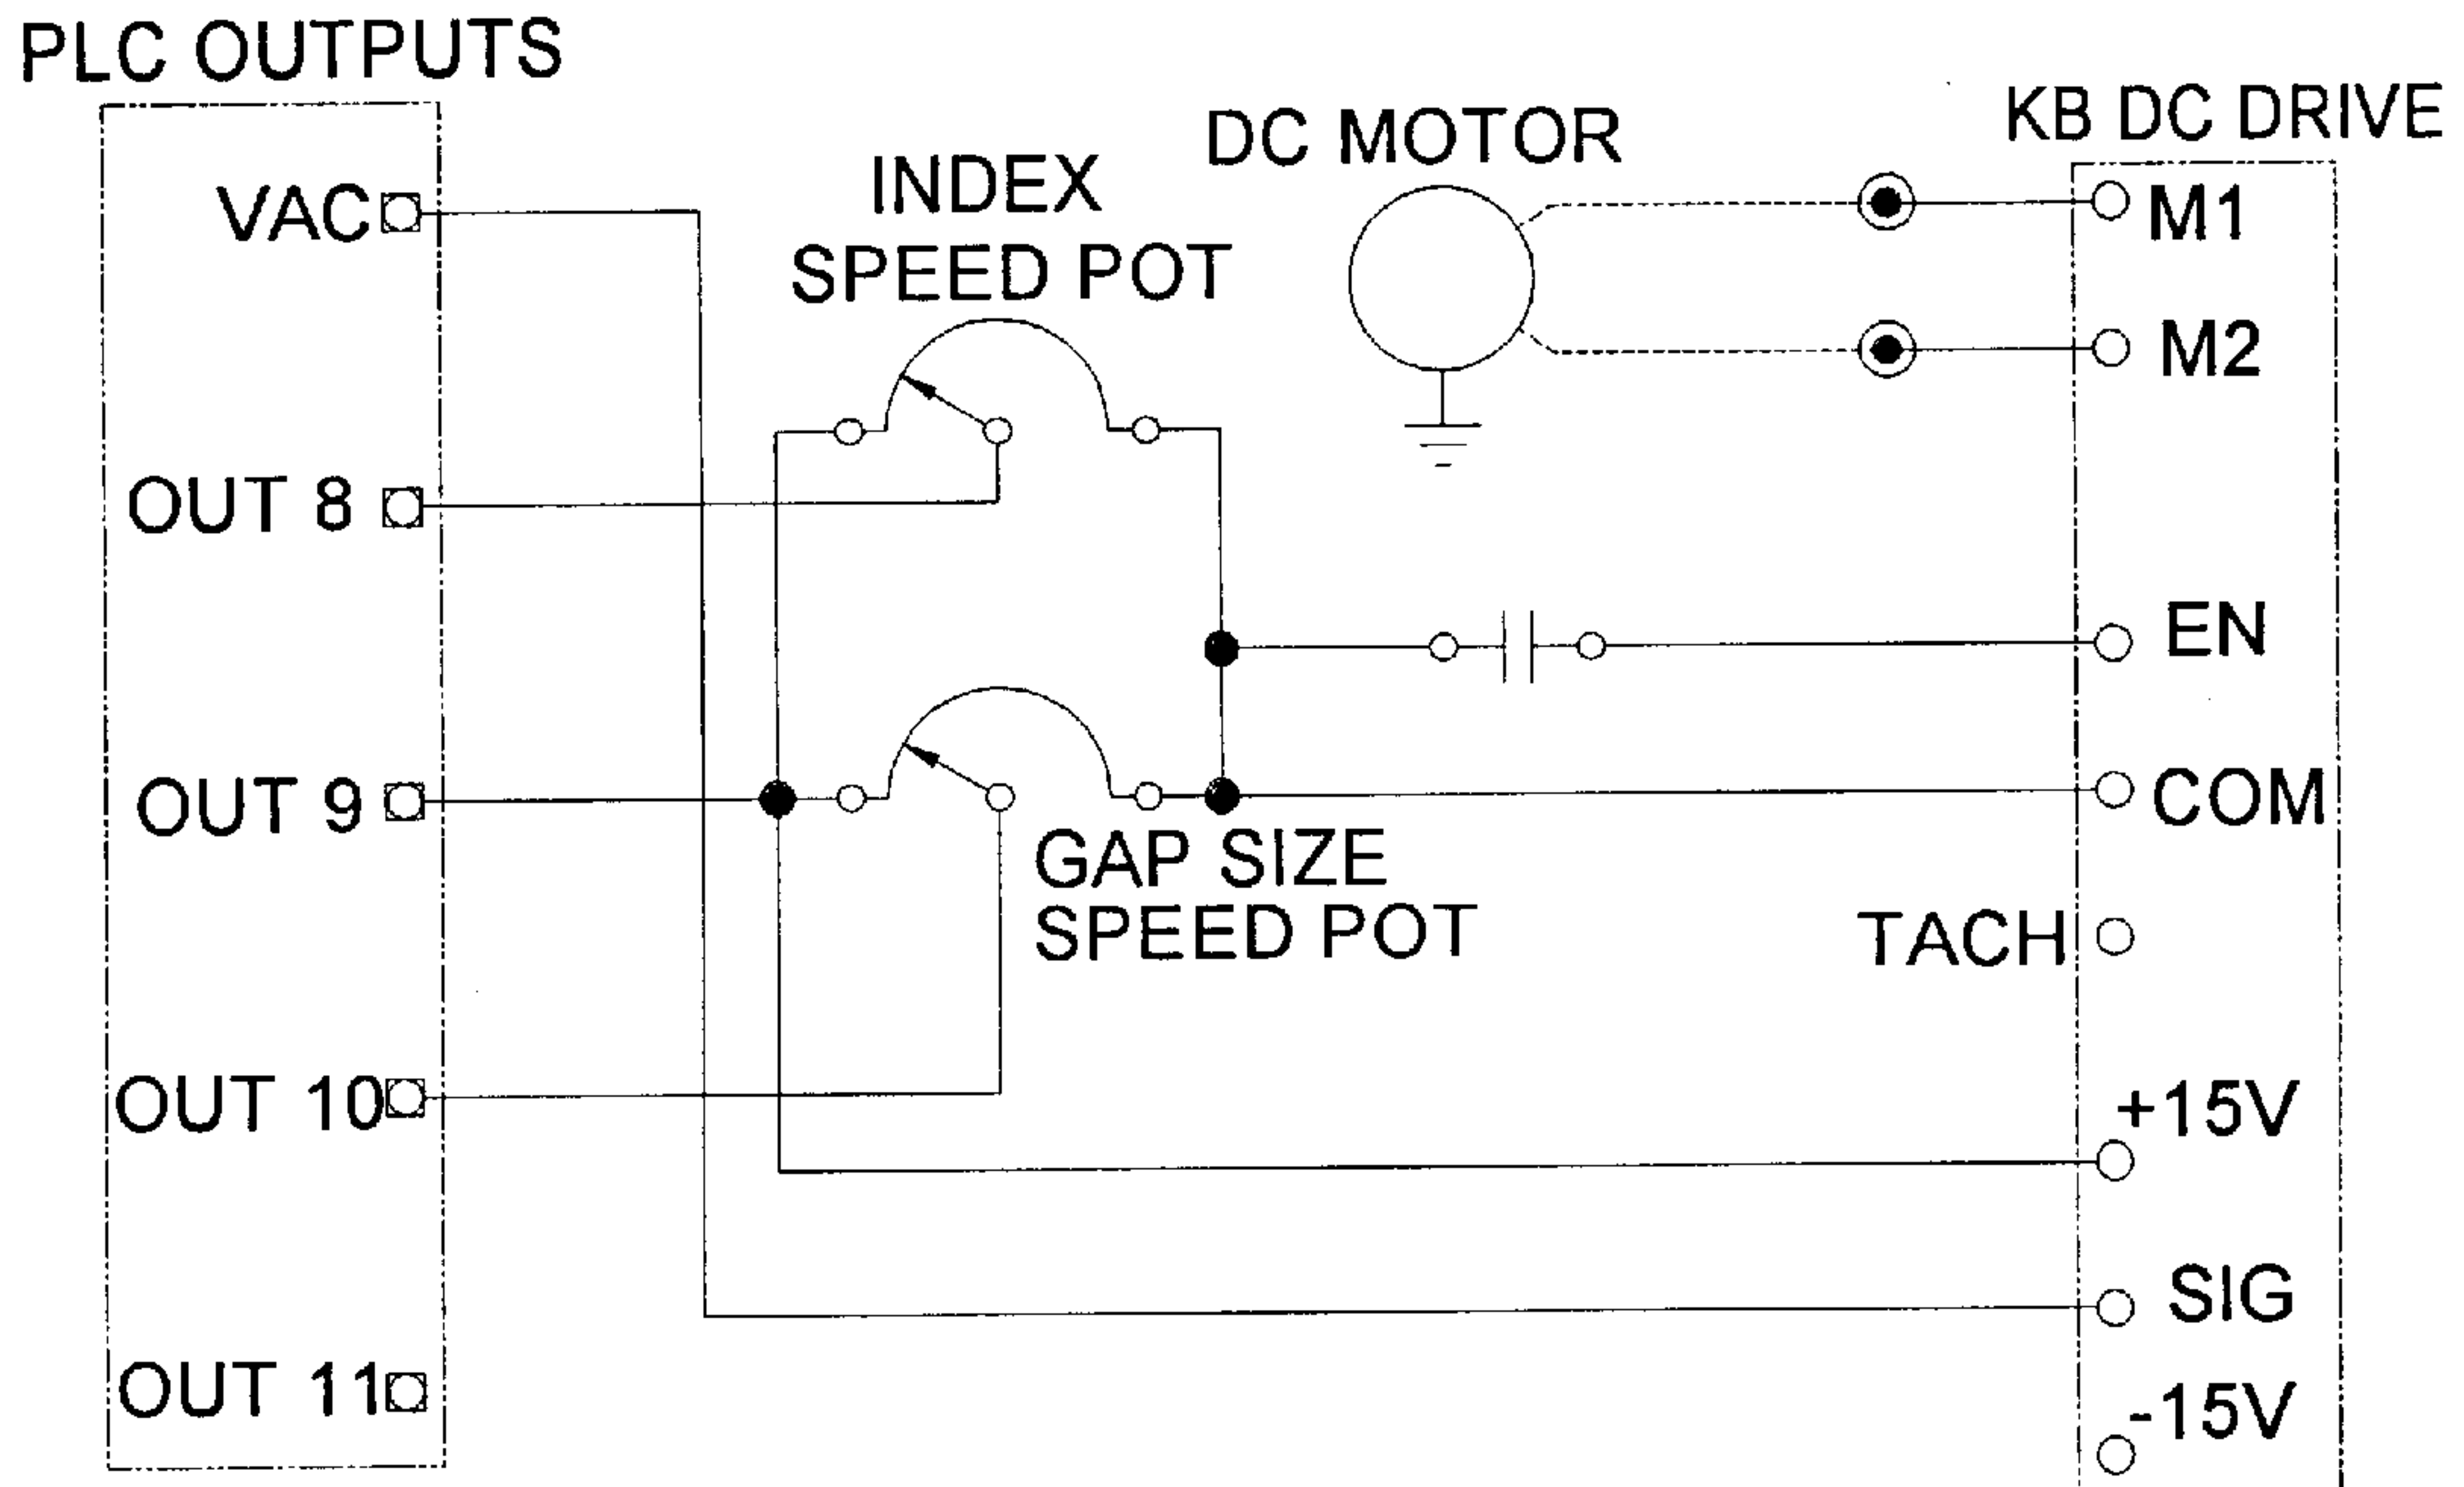 PLC OUTPUTS
VAC
OUT 8
OUT 9
OUT 10
OUT 11
INDEX
SPEED POT
GAP SIZE
SPEED POT
DC MOTOR
KB DC DRIVE
M1
M2
EN
COM
TACH
+15V
SIG
-15V